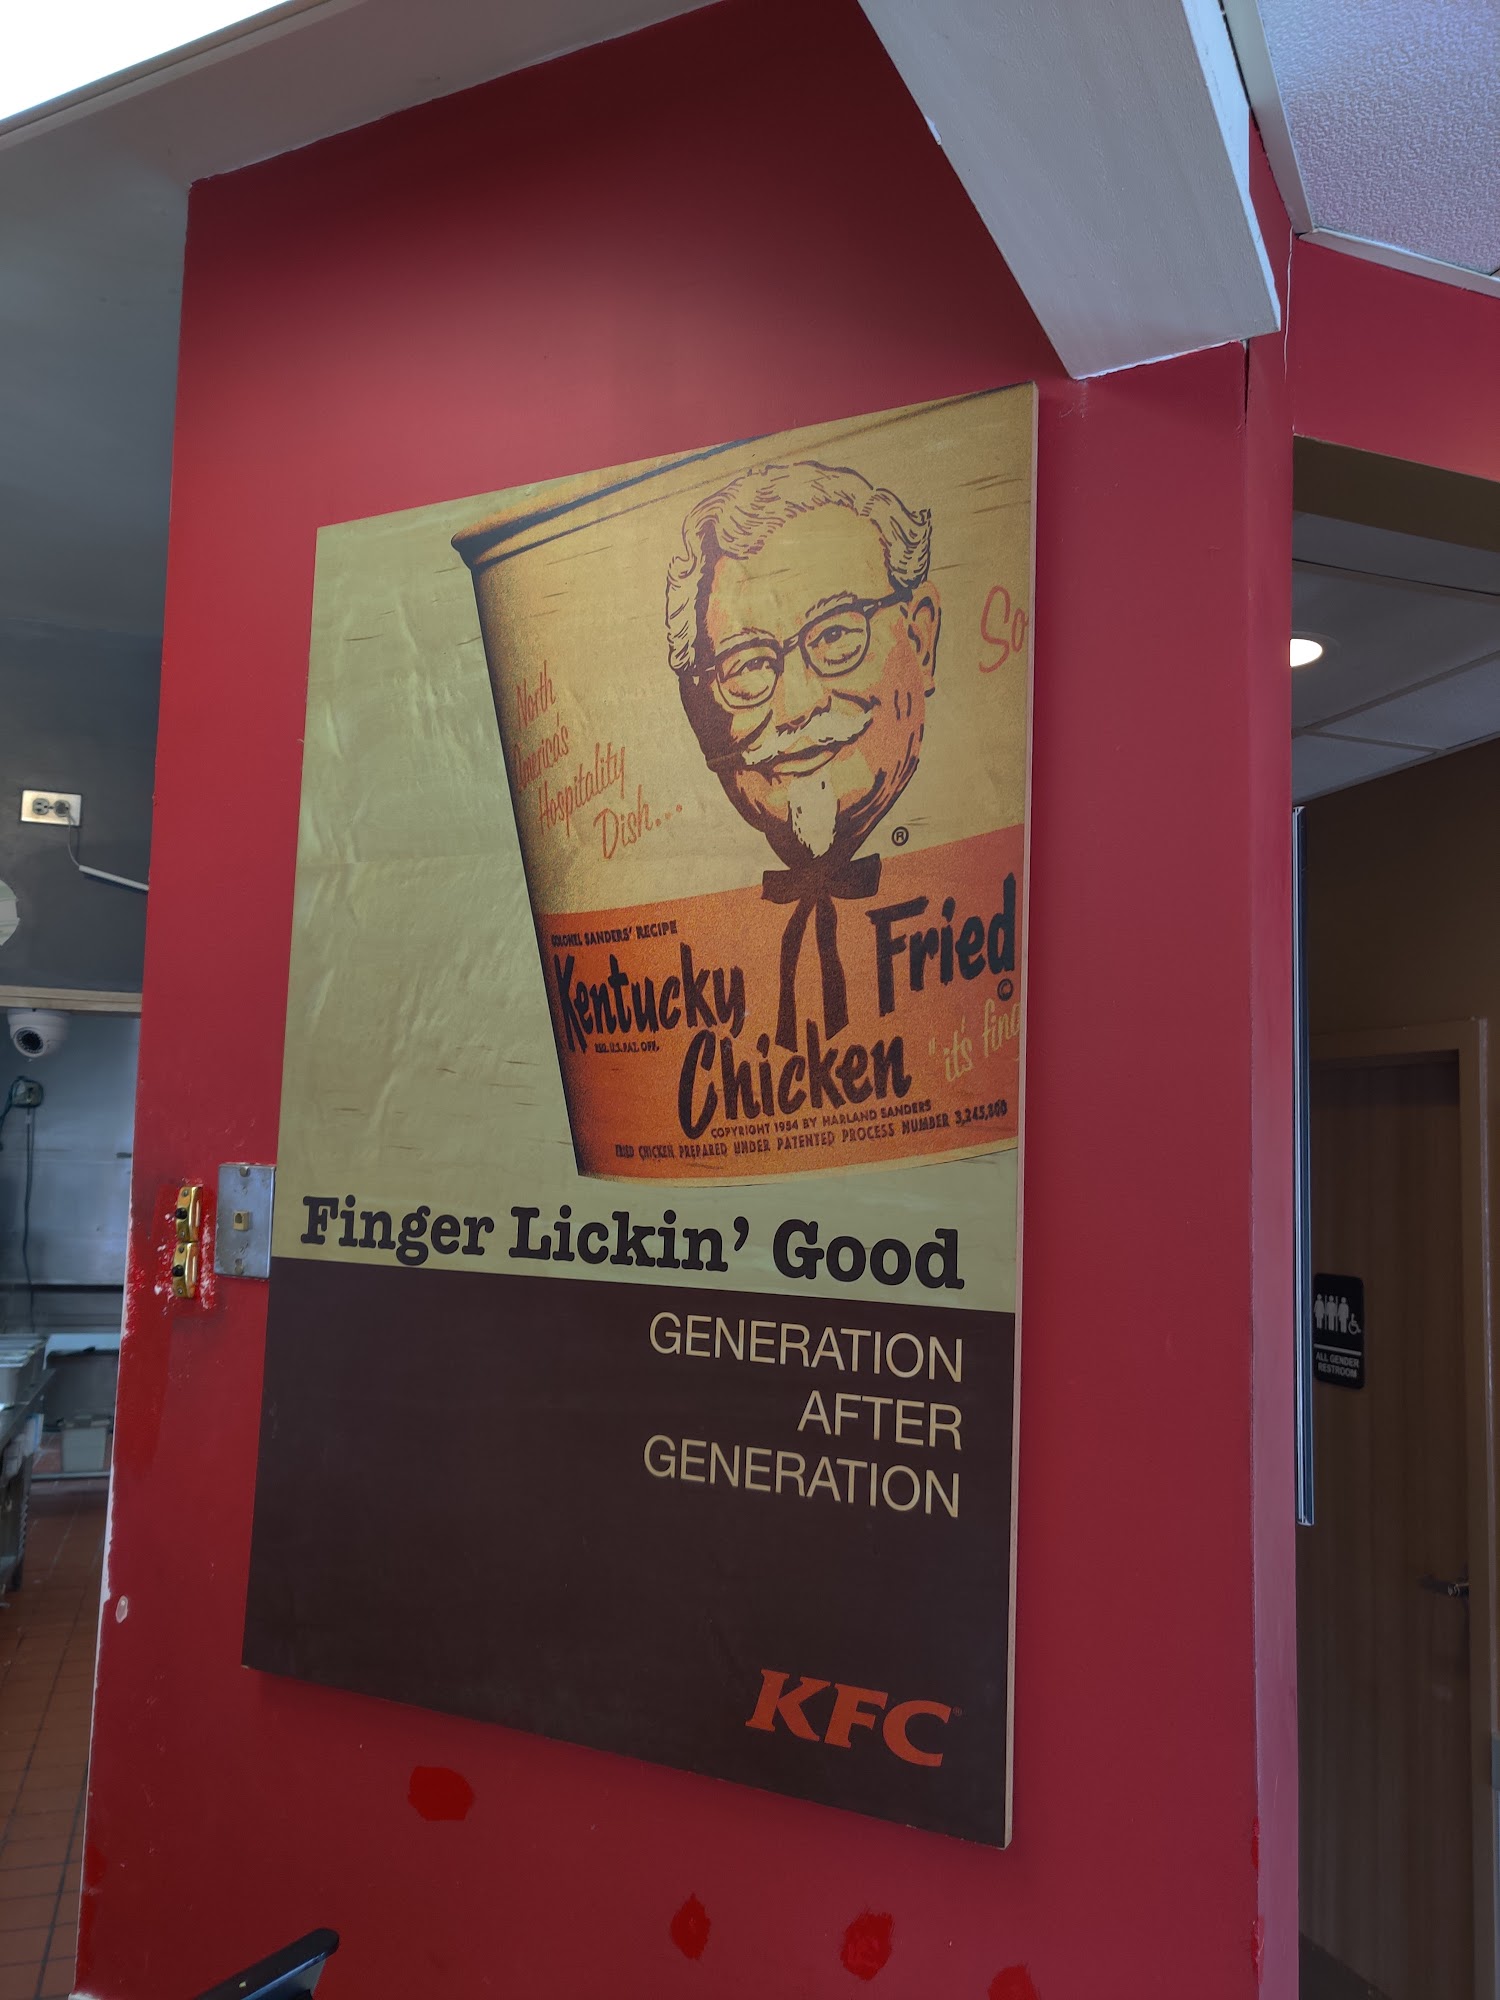 So
North
America's
Hospitality
Dish...
®
COLONEL SANDERS' RECIPE
Kentucky
Fried
©
REG. U.S. PAT. OFF.
Chicken
"it's fing
COPYRIGHT 1954 BY HARLAND SANDERS
FRIED CHICKEN PREPARED UNDER PATENTED PROCESS NUMBER 3,245,800
Finger Lickin' Good
GENERATION
AFTER
GENERATION
KFC
ALL GENDER
RESTROOM